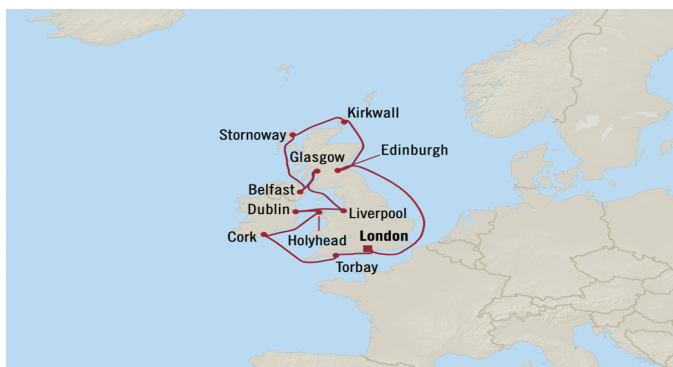 Kirkwall
Stornoway
Edinburgh
Glasgow
Belfast
Dublin
Liverpool
Cork
Holyhead
London
Torbay